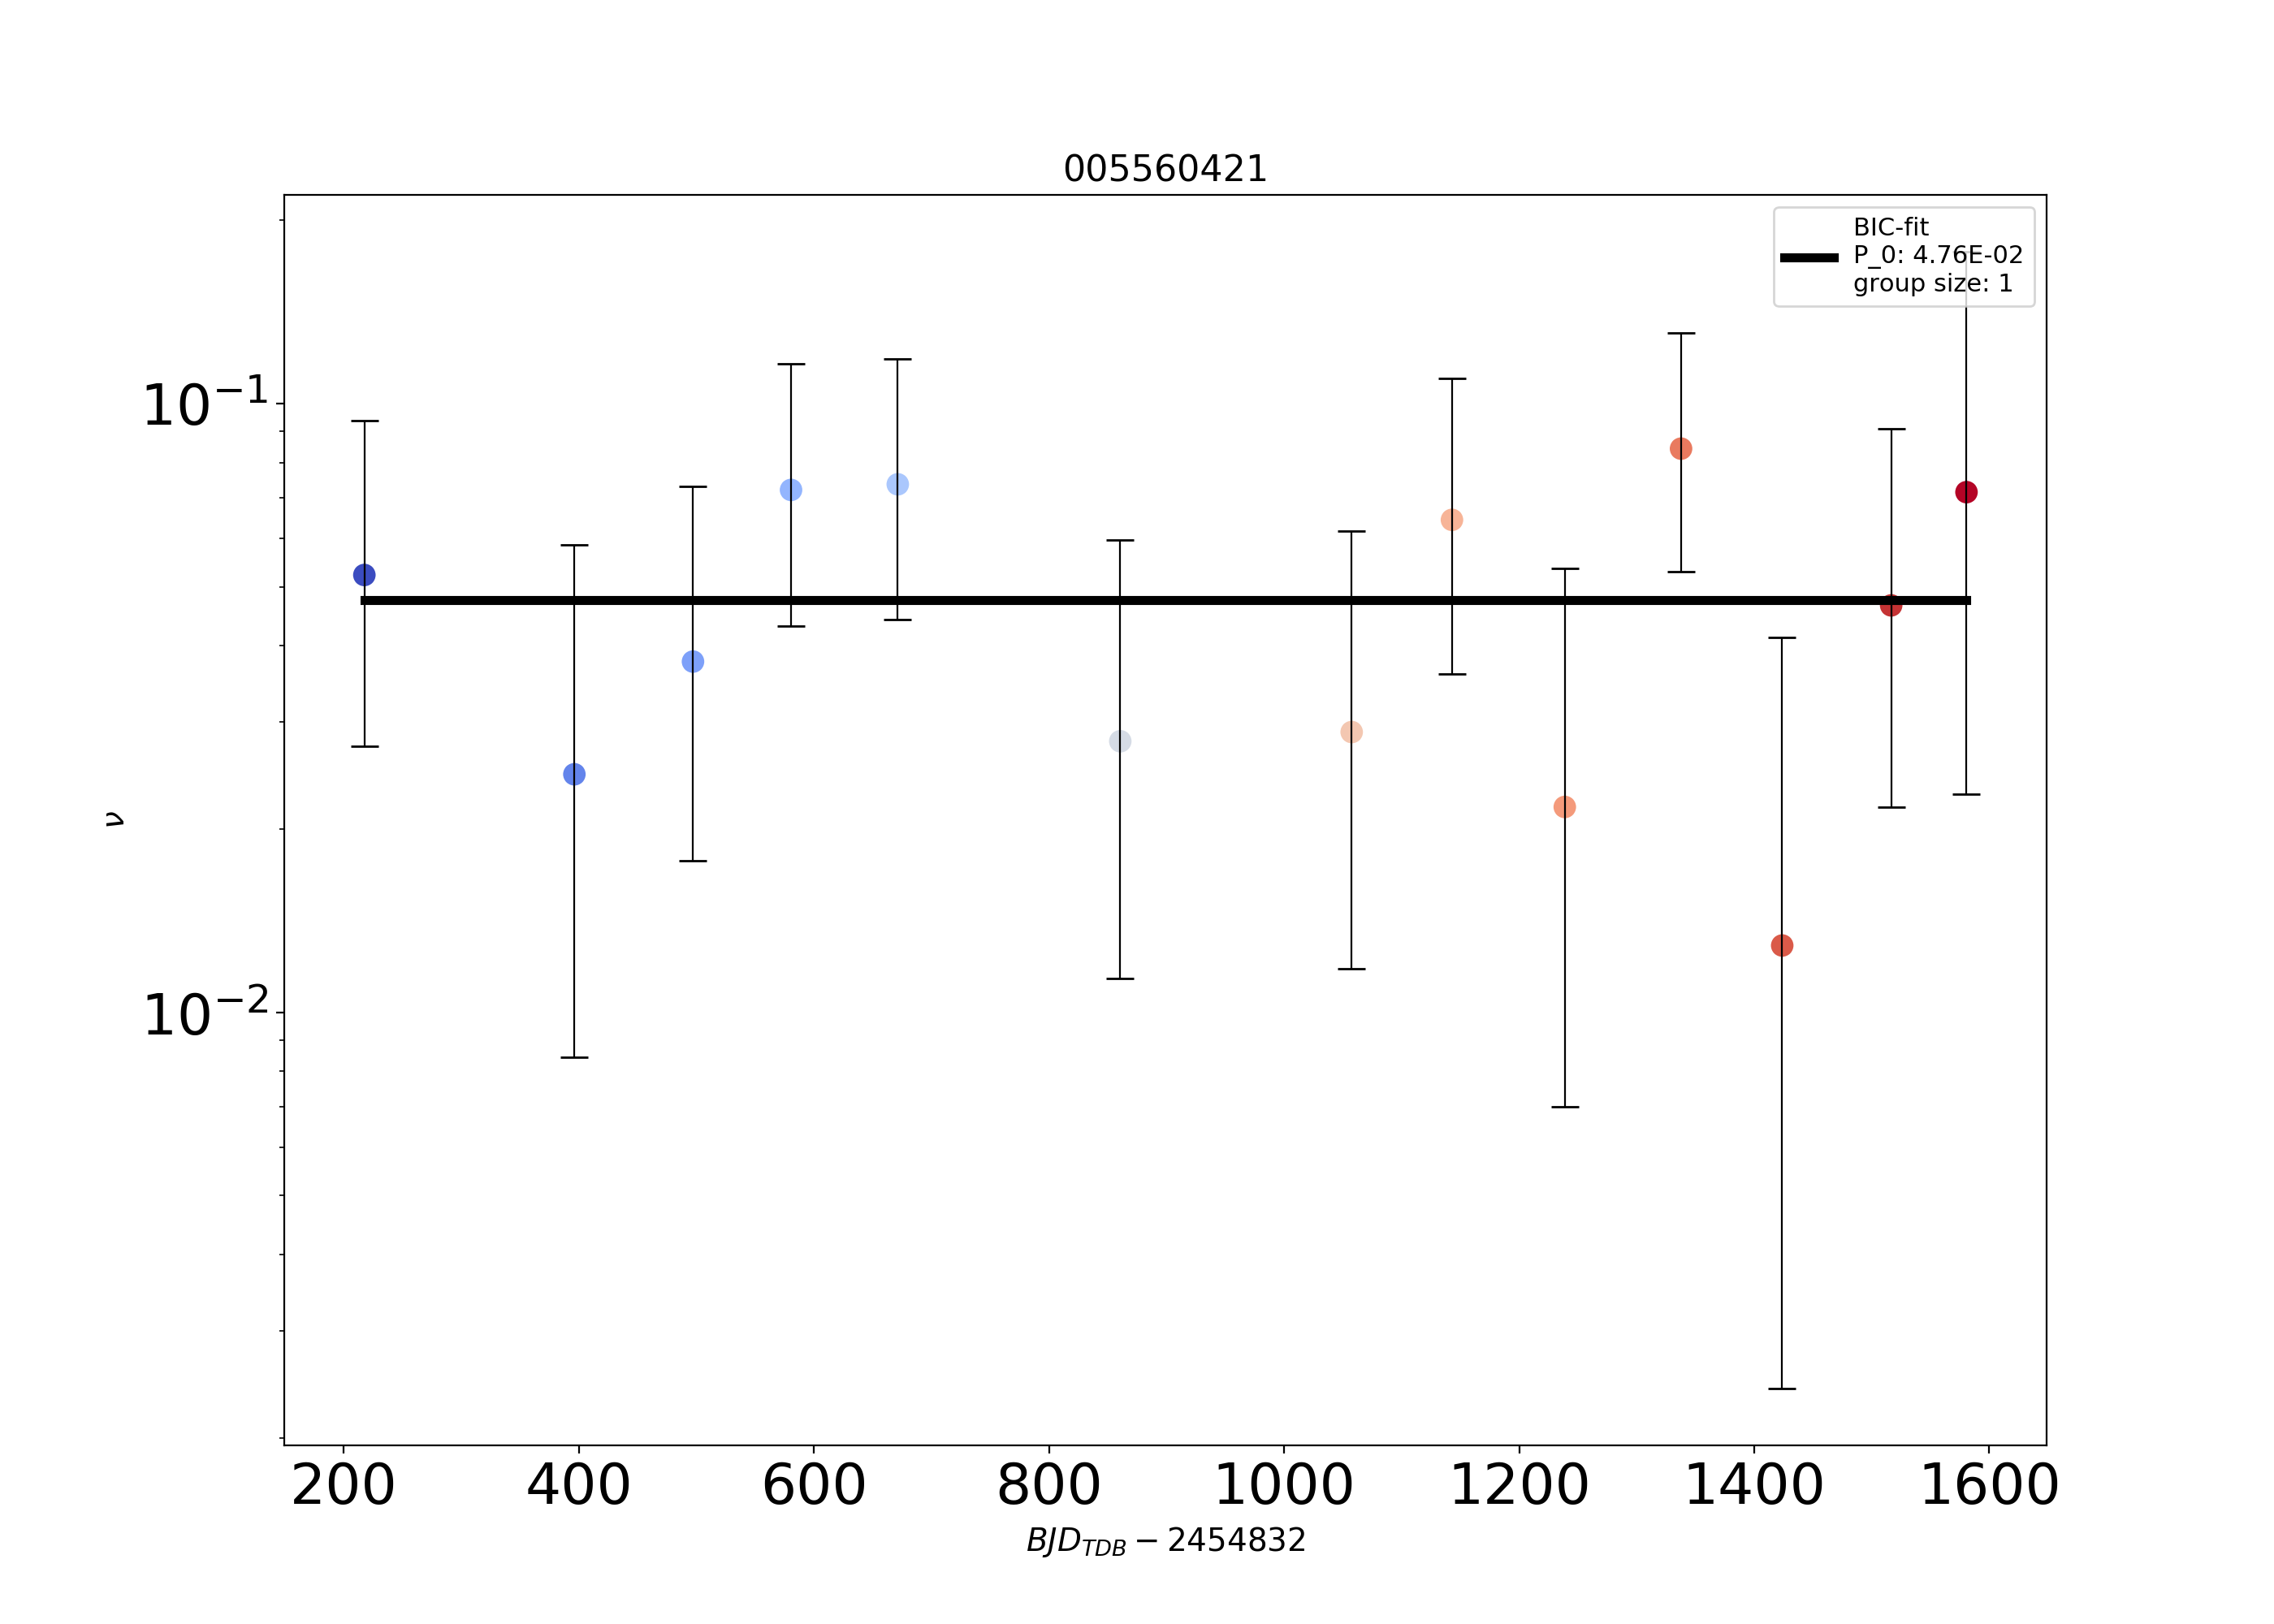 005560421
BIC-fit
P_0: 4.76E-02
group size: 1
10⁻¹
10⁻²
ν
200 400 600 800 1000 1200 1400 1600
BJD_TDB − 2454832